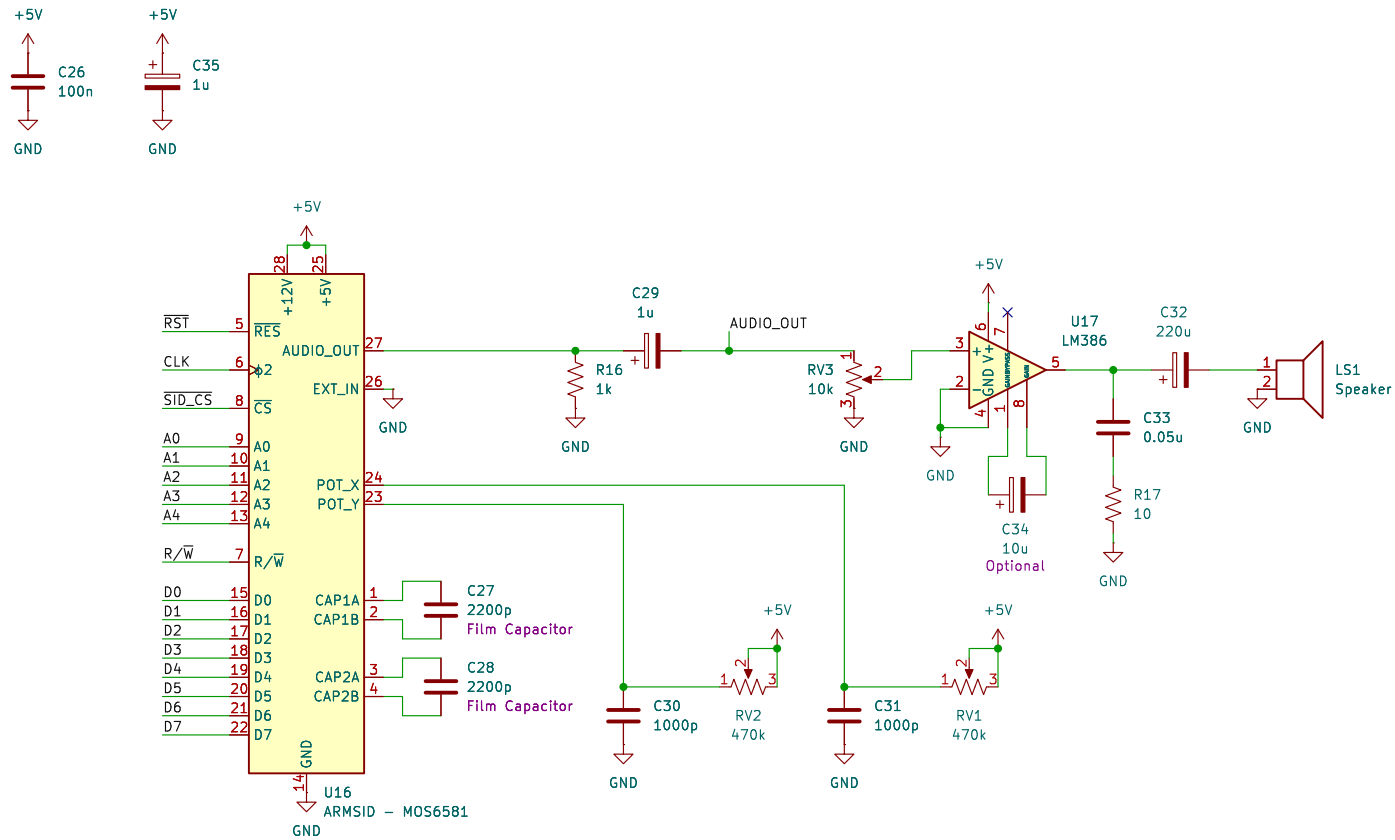 +5V
+5V
+
C26
100n
C35
1u
GND
GND
+5V
28
25
+12V
+5V
RST
5
RES
CLK
6
ϕ2
SID_CS
8
CS
A0
9
A0
A1
10
A1
A2
11
A2
A3
12
A3
A4
13
A4
R/W
7
R/W
D0
15
D0
D1
16
D1
D2
17
D2
D3
18
D3
D4
19
D4
D5
20
D5
D6
21
D6
D7
22
D7
AUDIO_OUT
27
EXT_IN
26
GND
POT_X
24
POT_Y
23
CAP1A
1
CAP1B
2
CAP2A
3
CAP2B
4
GND
14
GND
U16
ARMSID - MOS6581
C27
2200p
Film Capacitor
C28
2200p
Film Capacitor
R16
1k
GND
C29
1u
+
AUDIO_OUT
RV3
10k
1
2
3
GND
+5V
6
7
U17
LM386
3
+
V+
2
-
GND
GAIN
BYPASS
GAIN
5
4
1
8
GND
+
C34
10u
Optional
C32
220u
+
C33
0.05u
R17
10
GND
1
2
GND
LS1
Speaker
C30
1000p
GND
+5V
1
2
3
RV2
470k
C31
1000p
GND
+5V
1
2
3
RV1
470k